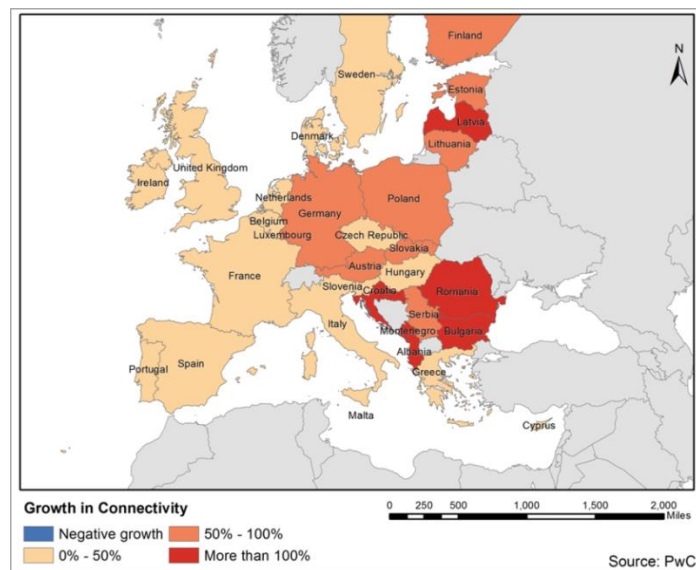 Finland
N
Sweden
Estonia
Latvia
Denmark
Lithuania
United Kingdom
Ireland
Netherlands
Germany
Poland
Belgium
Luxembourg
Czech Republic
Slovakia
France
Austria
Hungary
Slovenia
Croatia
Romania
Italy
Serbia
Montenegro
Bulgaria
Albania
Portugal
Spain
Greece
Malta
Cyprus
Growth in Connectivity
Negative growth
50% - 100%
0% - 50%
More than 100%
0 250 500 1,000 1,500 2,000
Miles
Source: PwC